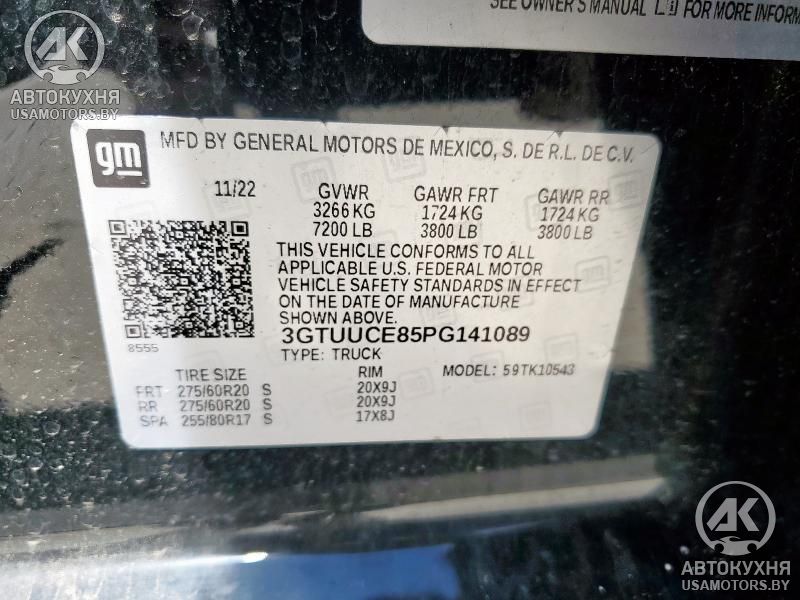 SEE OWNER'S MANUAL FOR MORE INFORM
AK
АВТОКУХНЯ
USAMOTORS.BY
gm
MFD BY GENERAL MOTORS DE MEXICO, S. DE R.L. DE C.V.
11/22 GVWR GAWR FRT GAWR RR
3266 KG 1724 KG 1724 KG
7200 LB 3800 LB 3800 LB
THIS VEHICLE CONFORMS TO ALL
APPLICABLE U.S. FEDERAL MOTOR
VEHICLE SAFETY STANDARDS IN EFFECT
ON THE DATE OF MANUFACTURE
SHOWN ABOVE.
8555
3GTUUCE85PG141089
TYPE: TRUCK MODEL: 59TK10543
TIRE SIZE RIM
FRT 275/60R20 S 20X9J
RR 275/60R20 S 20X9J
SPA 255/80R17 S 17X8J
AK
АВТОКУХНЯ
USAMOTORS.BY